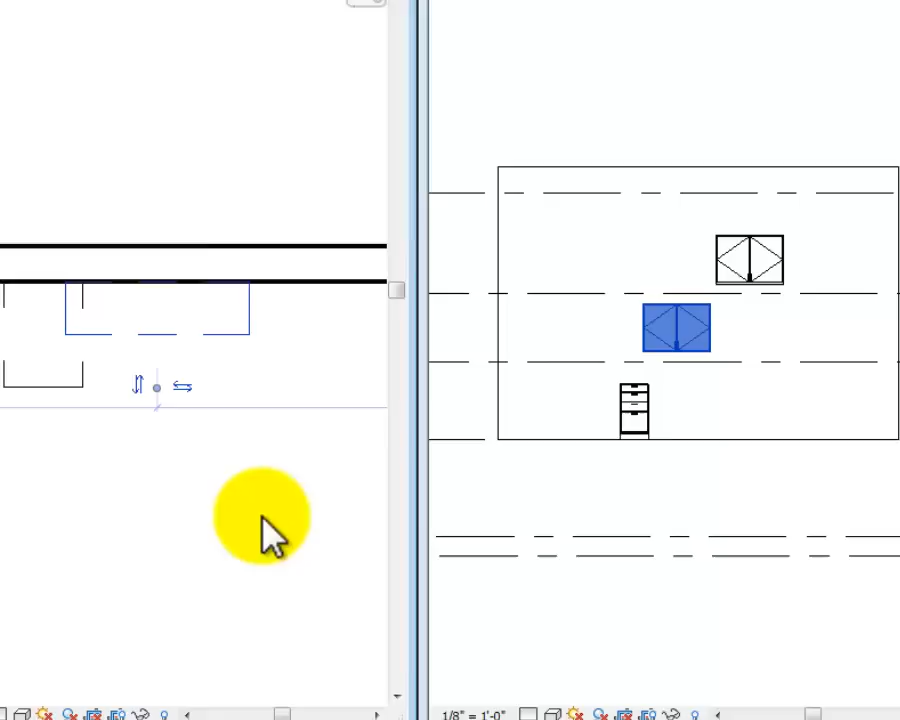 1/8" = 1'-0"